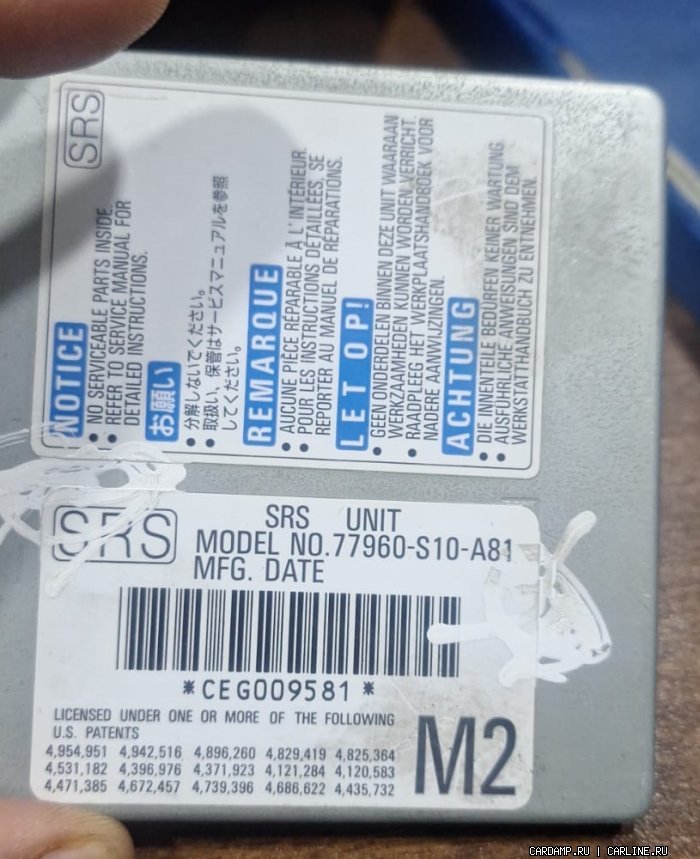 SRS
NOTICE
● NO SERVICEABLE PARTS INSIDE.
REFER TO SERVICE MANUAL FOR
DETAILED INSTRUCTIONS.
お願い
● 分解しないでください。
● 取扱い、保管はサービスマニュアルを参照
してください。
REMARQUE
● AUCUNE PIÈCE RÉPARABLE À L' INTÉRIEUR.
● POUR LES INSTRUCTIONS DÉTAILLÉES, SE
REPORTER AU MANUEL DE RÉPARATIONS.
LET OP!
● GEEN ONDERDELEN BINNEN DEZE UNIT WAARAAN
WERKZAAMHEDEN KUNNEN WORDEN VERRICHT.
● RAADPLEEG HET WERKPLAATSHANDBOEK VOOR
NADERE AANWIJZINGEN.
ACHTUNG
● DIE INNENTEILE BEDÜRFEN KEINER WARTUNG.
● AUSFÜHRLICHE ANWEISUNGEN SIND DEM
WERKSTATTHANDBUCH ZU ENTNEHMEN.
SRS
SRS UNIT
MODEL NO.77960-S10-A81
MFG. DATE
*CEG009581*
LICENSED UNDER ONE OR MORE OF THE FOLLOWING
U.S. PATENTS
4,954,951 4,942,516 4,896,260 4,829,419 4,825,364
4,531,182 4,396,976 4,371,923 4,121,284 4,120,583
4,471,385 4,672,457 4,739,396 4,686,622 4,435,732
M2
CARDAMP.RU | CARLINE.RU